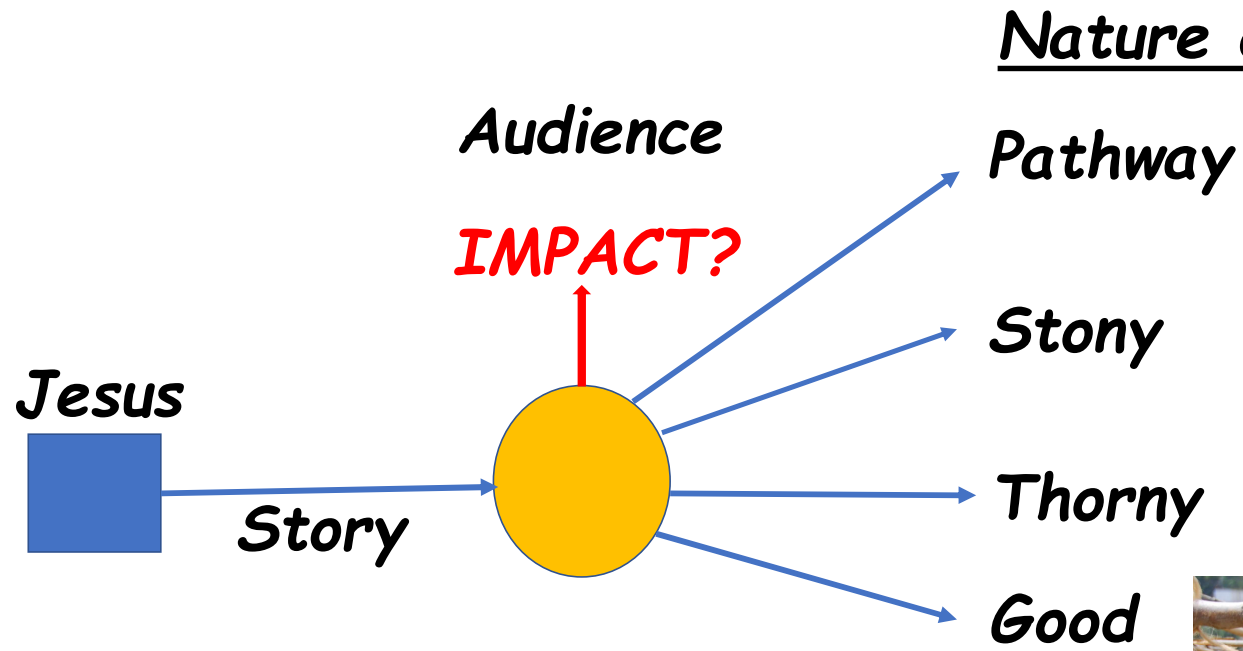 Nature
Audience
Pathway
IMPACT?
Stony
Jesus
Story
Thorny
Good